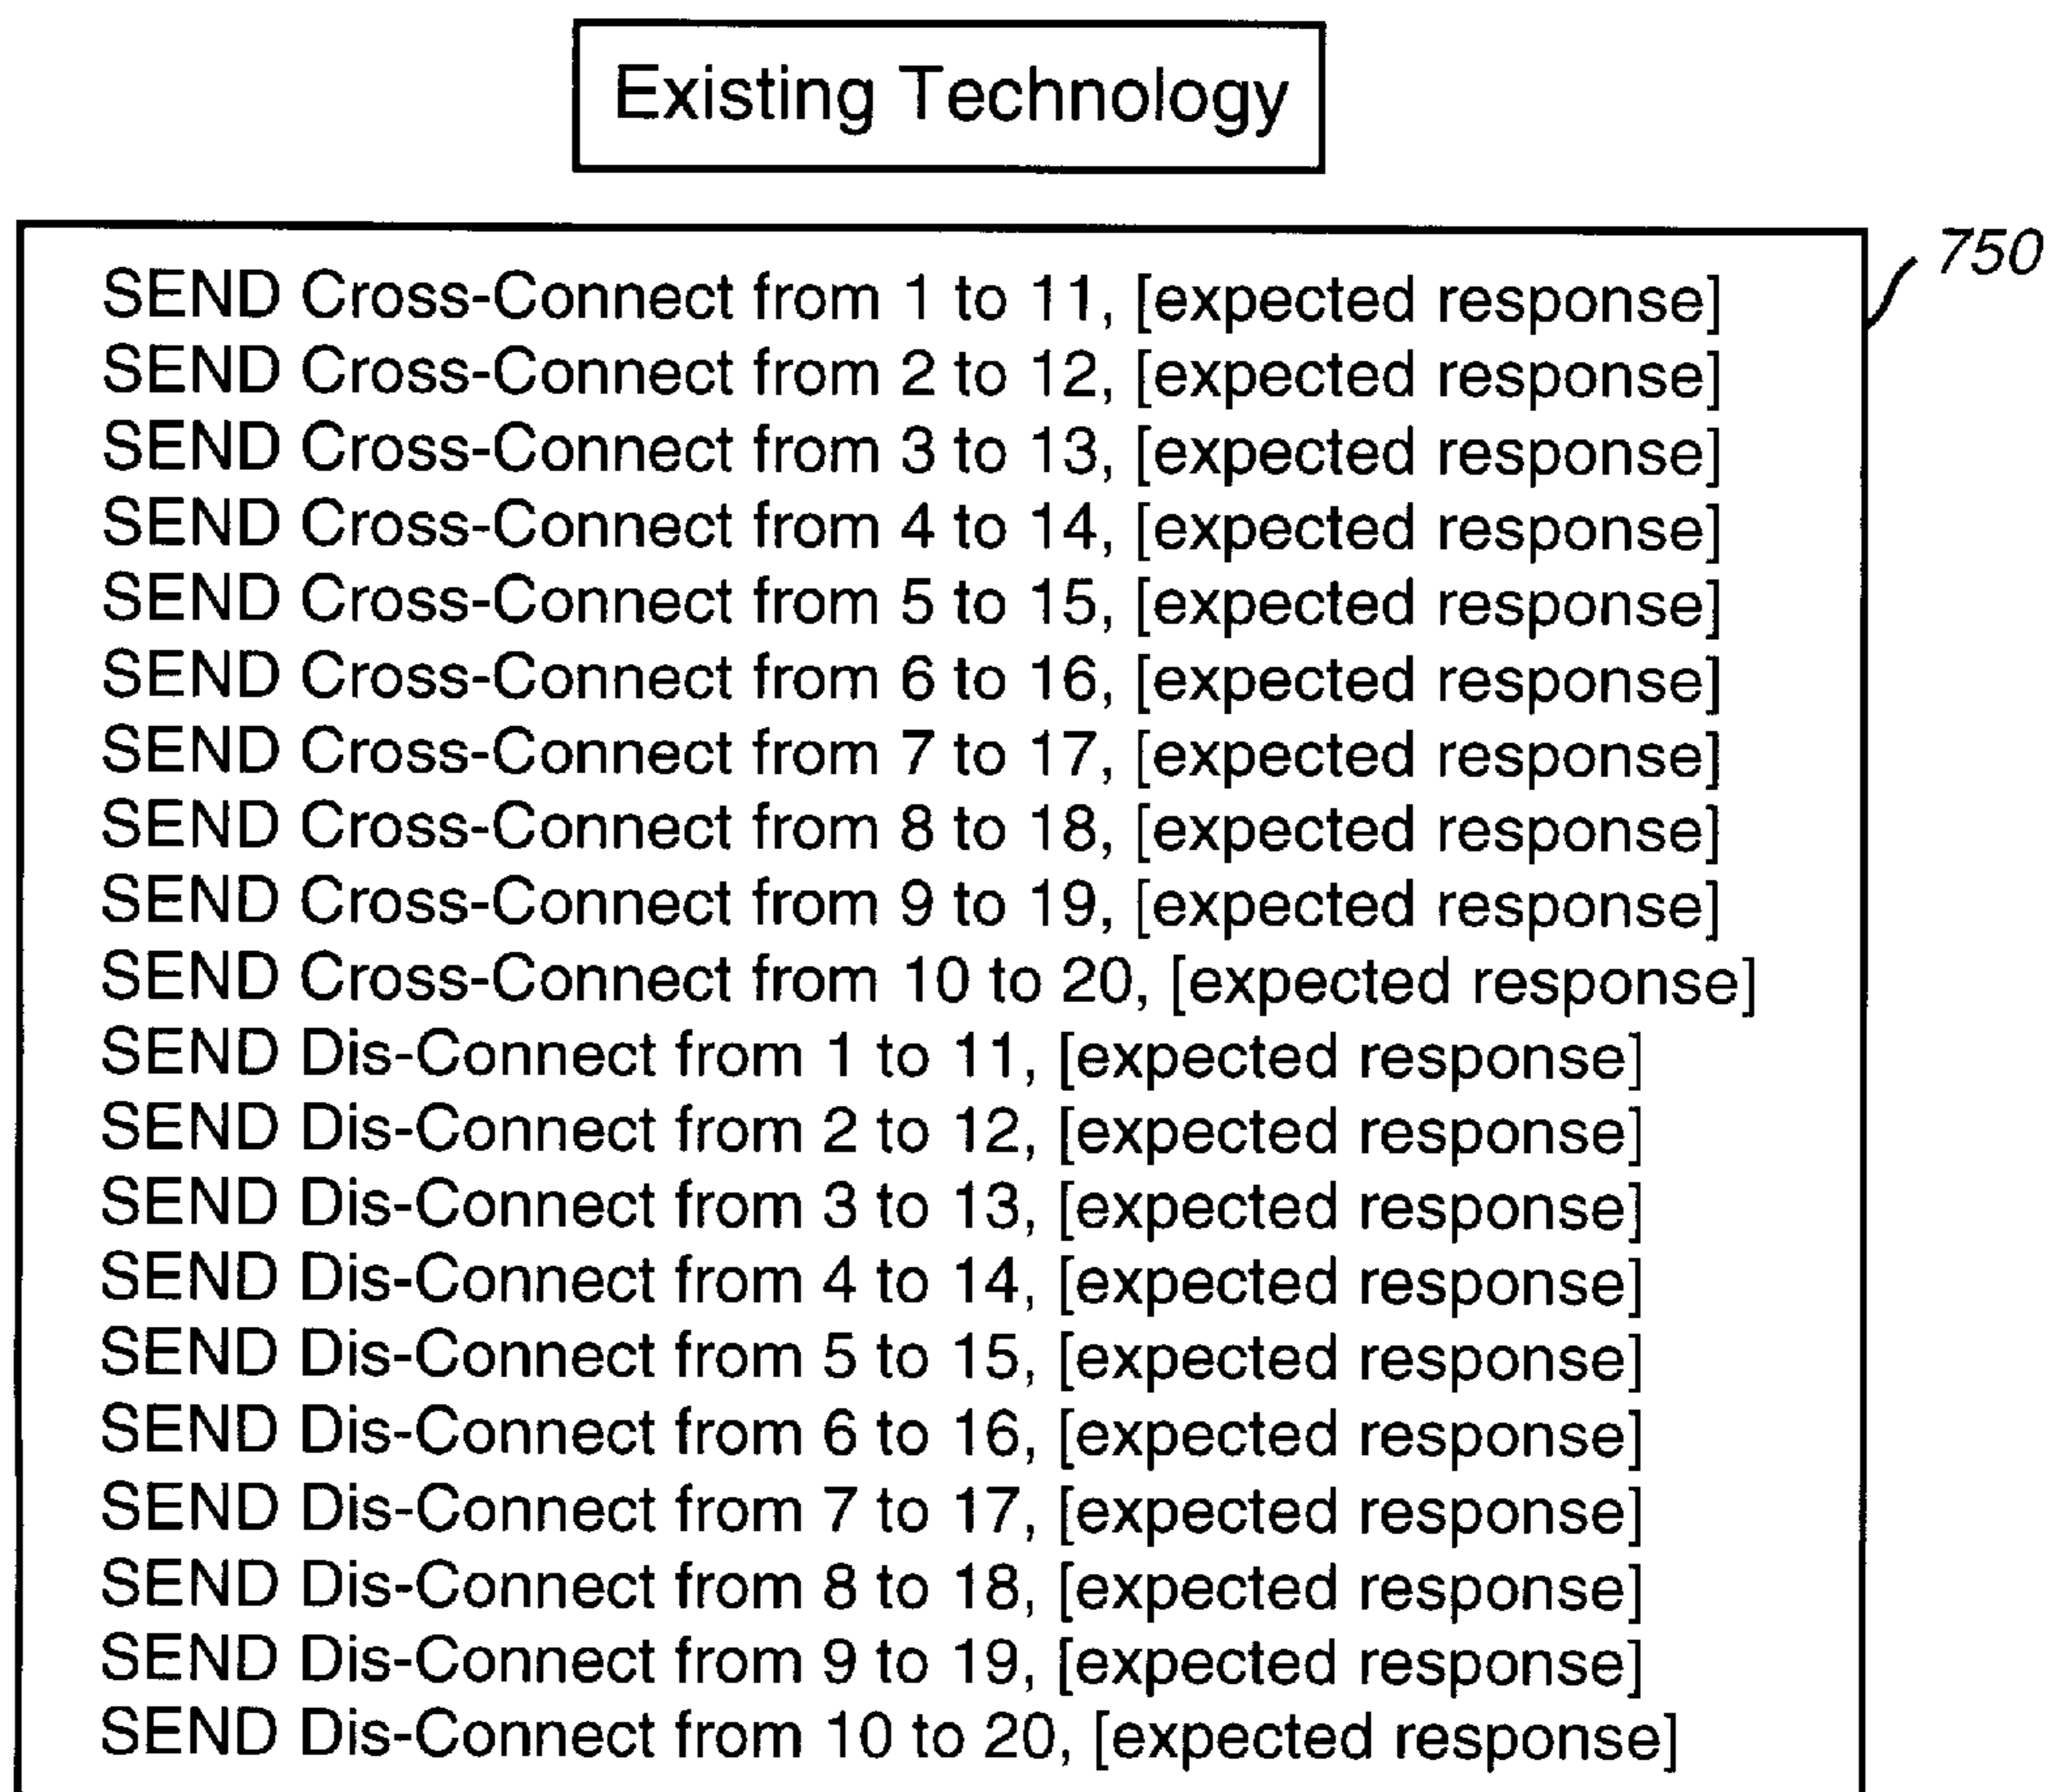 Existing Technology
750
SEND Cross-Connect from 1 to 11, [expected response]
SEND Cross-Connect from 2 to 12, [expected response]
SEND Cross-Connect from 3 to 13, [expected response]
SEND Cross-Connect from 4 to 14, [expected response]
SEND Cross-Connect from 5 to 15, [expected response]
SEND Cross-Connect from 6 to 16, [expected response]
SEND Cross-Connect from 7 to 17, [expected response]
SEND Cross-Connect from 8 to 18, [expected response]
SEND Cross-Connect from 9 to 19, [expected response]
SEND Cross-Connect from 10 to 20, [expected response]
SEND Dis-Connect from 1 to 11, [expected response]
SEND Dis-Connect from 2 to 12, [expected response]
SEND Dis-Connect from 3 to 13, [expected response]
SEND Dis-Connect from 4 to 14, [expected response]
SEND Dis-Connect from 5 to 15, [expected response]
SEND Dis-Connect from 6 to 16, [expected response]
SEND Dis-Connect from 7 to 17, [expected response]
SEND Dis-Connect from 8 to 18, [expected response]
SEND Dis-Connect from 9 to 19, [expected response]
SEND Dis-Connect from 10 to 20, [expected response]